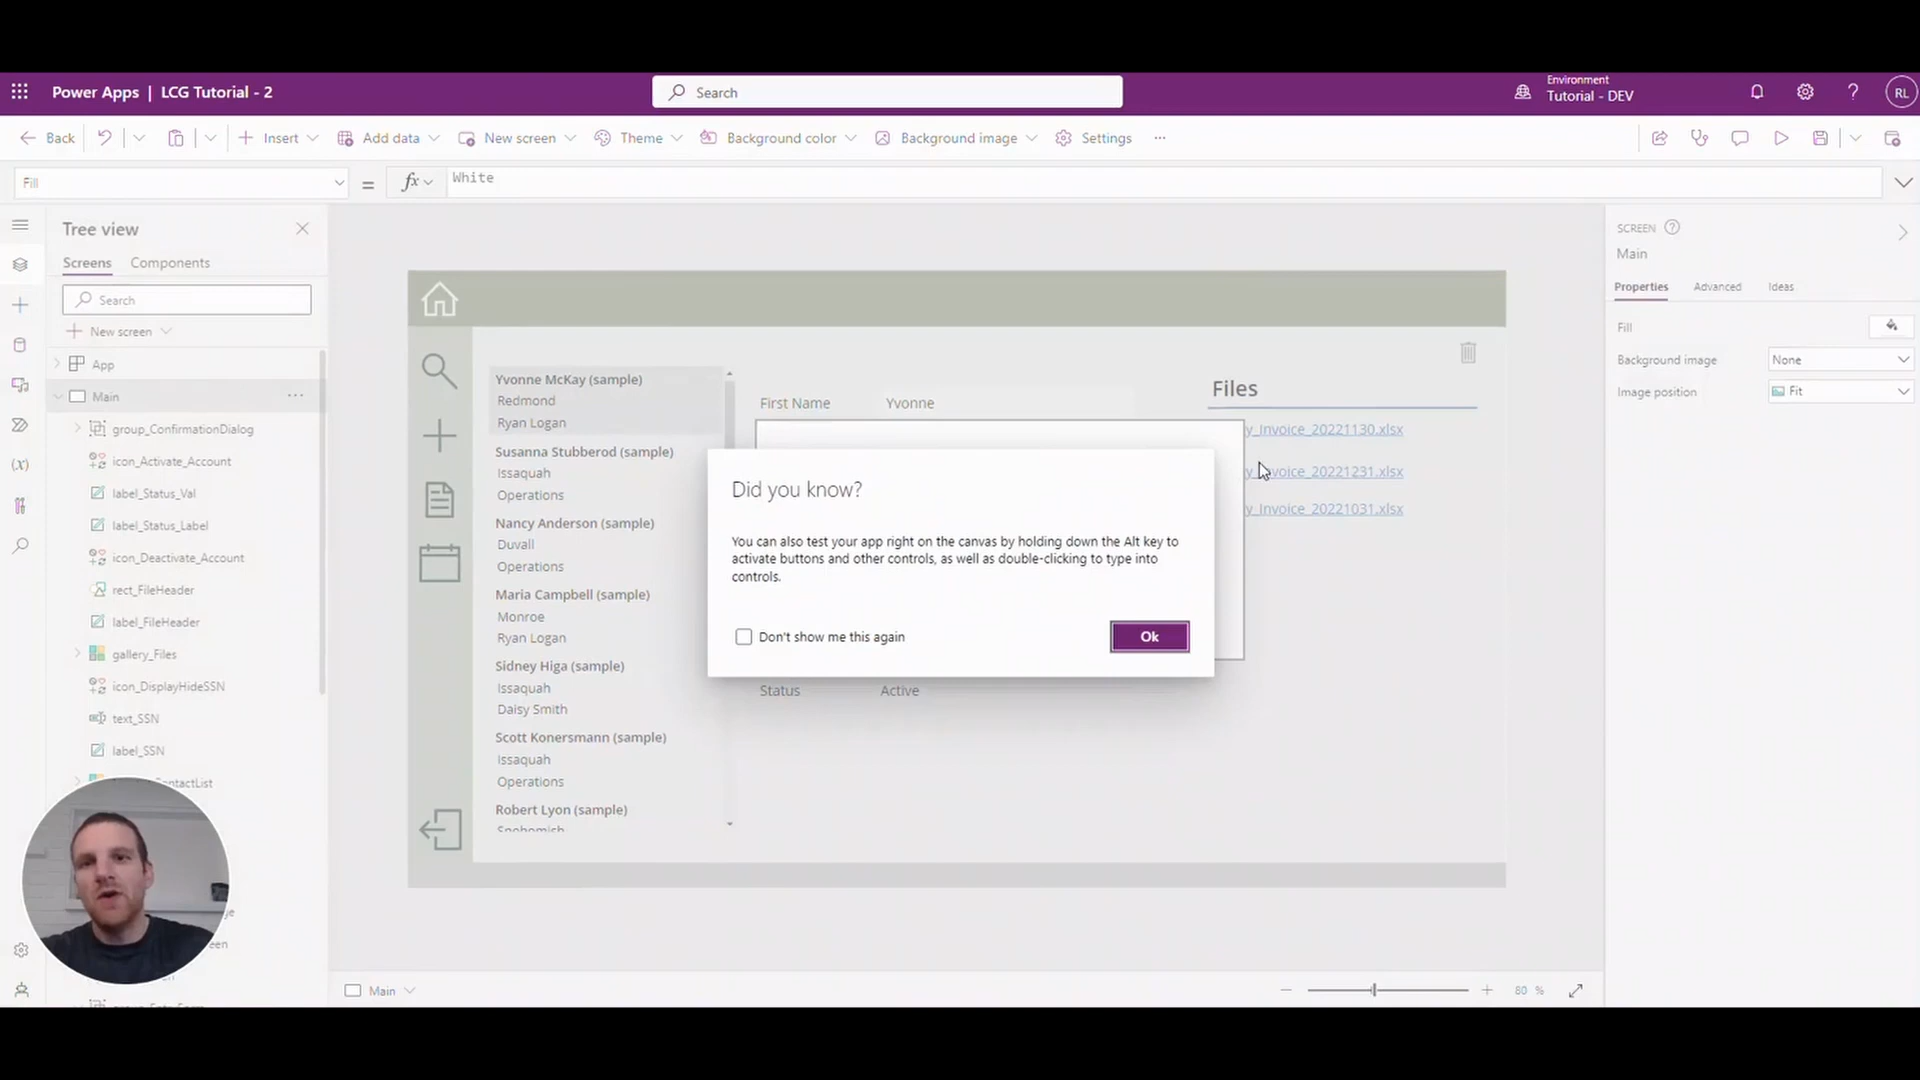 Power Apps | LCG Tutorial - 2
Search
Environment
Tutorial - DEV
RL
Back
Insert
Add data
New screen
Theme
Background color
Background image
Settings
Fill
=
fx
White
Tree view
Screens
Components
Search
New screen
App
Main
group_ConfirmationDialog
icon_Activate_Account
label_Status_Val
label_Status_Label
icon_Deactivate_Account
rect_FileHeader
label_FileHeader
gallery_Files
icon_DisplayHideSSN
text_SSN
label_SSN
ntactList
Yvonne McKay (sample)
Redmond
Ryan Logan
Susanna Stubberod (sample)
Issaquah
Operations
Nancy Anderson (sample)
Duvall
Operations
Maria Campbell (sample)
Monroe
Ryan Logan
Sidney Higa (sample)
Issaquah
Daisy Smith
Scott Konersmann (sample)
Issaquah
Operations
Robert Lyon (sample)
Snohomish
First Name
Yvonne
Files
y_Invoice_20221130.xlsx
voice_20221231.xlsx
y_Invoice_20221031.xlsx
Did you know?
You can also test your app right on the canvas by holding down the Alt key to
activate buttons and other controls, as well as double-clicking to type into
controls.
Don't show me this again
Ok
Status
Active
SCREEN
Main
Properties
Advanced
Ideas
Fill
Background image
None
Image position
Fit
Main
80 %